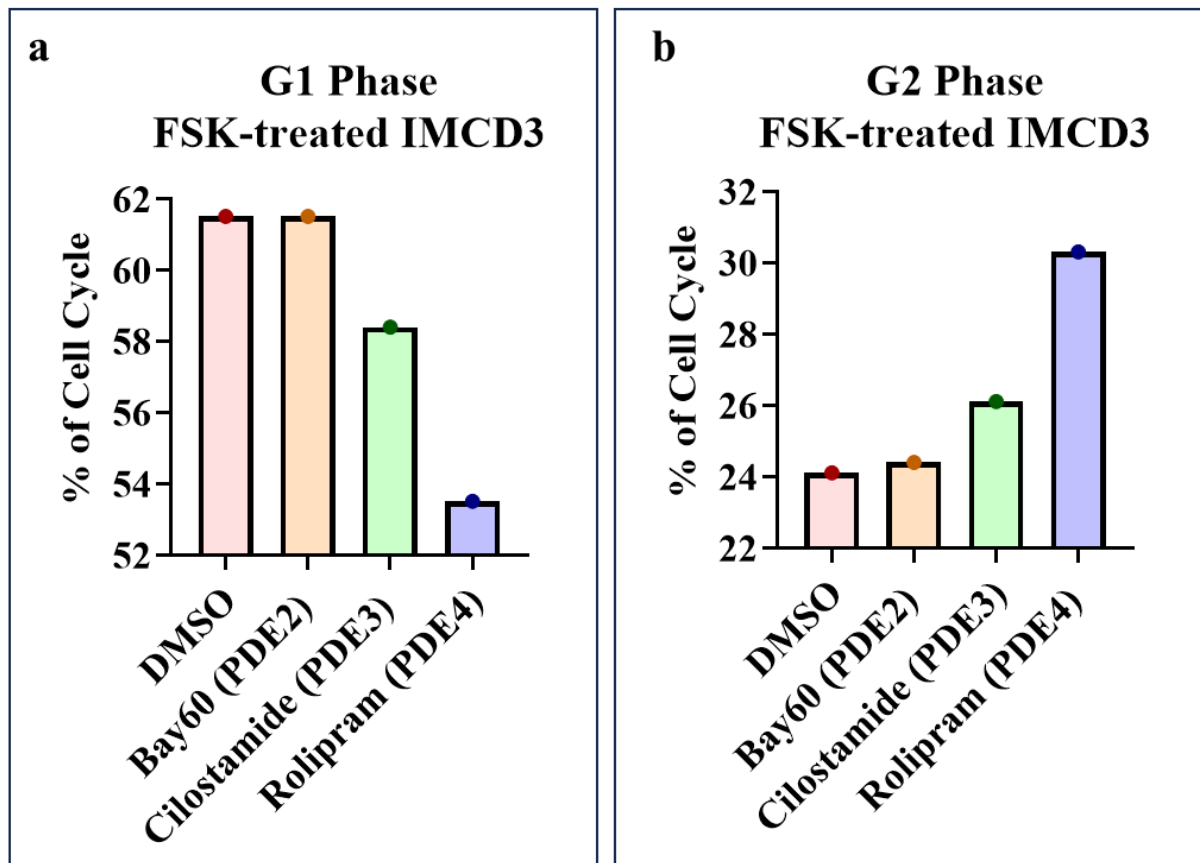 a
G1 Phase
FSK-treated IMCD3
% of Cell Cycle
62
60
58
56
54
52
DMSO
Bay60 (PDE2)
Cilostamide (PDE3)
Rolipram (PDE4)
b
G2 Phase
FSK-treated IMCD3
% of Cell Cycle
32
30
28
26
24
22
DMSO
Bay60 (PDE2)
Cilostamide (PDE3)
Rolipram (PDE4)